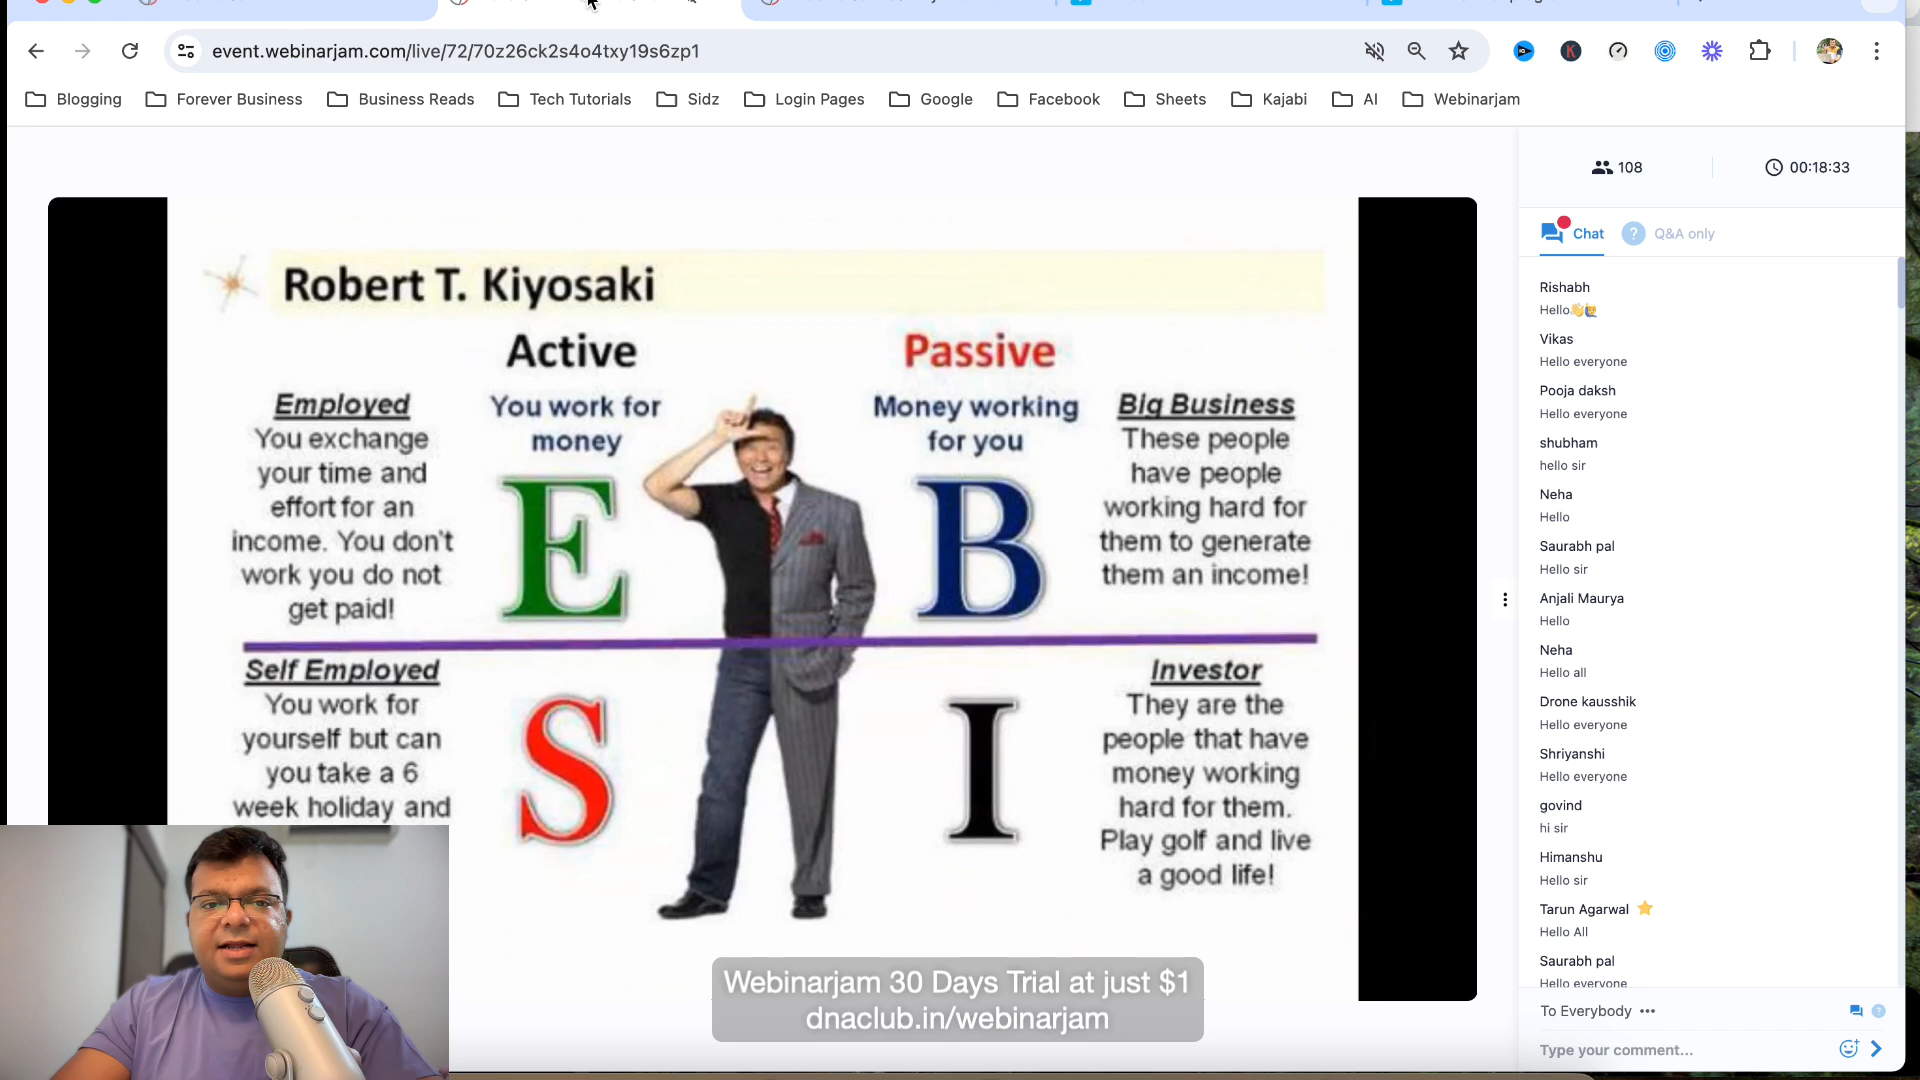 event.webinarjam.com/live/72/70z26ck2s4o4txy19s6zp1
Blogging
Forever Business
Business Reads
Tech Tutorials
Sidz
Login Pages
Google
Facebook
Sheets
Kajabi
AI
Webinarjam
Robert T. Kiyosaki
Active
You work for
money
Passive
Money working
for you
Employed
You exchange
your time and
effort for an
income. You don't
work you do not
get paid!
E
B
Big Business
These people
have people
working hard for
them to generate
them an income!
Self Employed
You work for
yourself but can
you take a 6
week holiday and
S
I
Investor
They are the
people that have
money working
hard for them.
Play golf and live
a good life!
Webinarjam 30 Days Trial at just $1
dnaclub.in/webinarjam
108
00:18:33
Chat
? Q&A only
Rishabh
Hello👋🙋‍♂️
Vikas
Hello everyone
Pooja daksh
Hello everyone
shubham
hello sir
Neha
Hello
Saurabh pal
Hello sir
Anjali Maurya
Hello
Neha
Hello all
Drone kausshik
Hello everyone
Shriyanshi
Hello everyone
govind
hi sir
Himanshu
Hello sir
Tarun Agarwal ⭐
Hello All
Saurabh pal
Hello everyone
To Everybody •••
Type your comment...